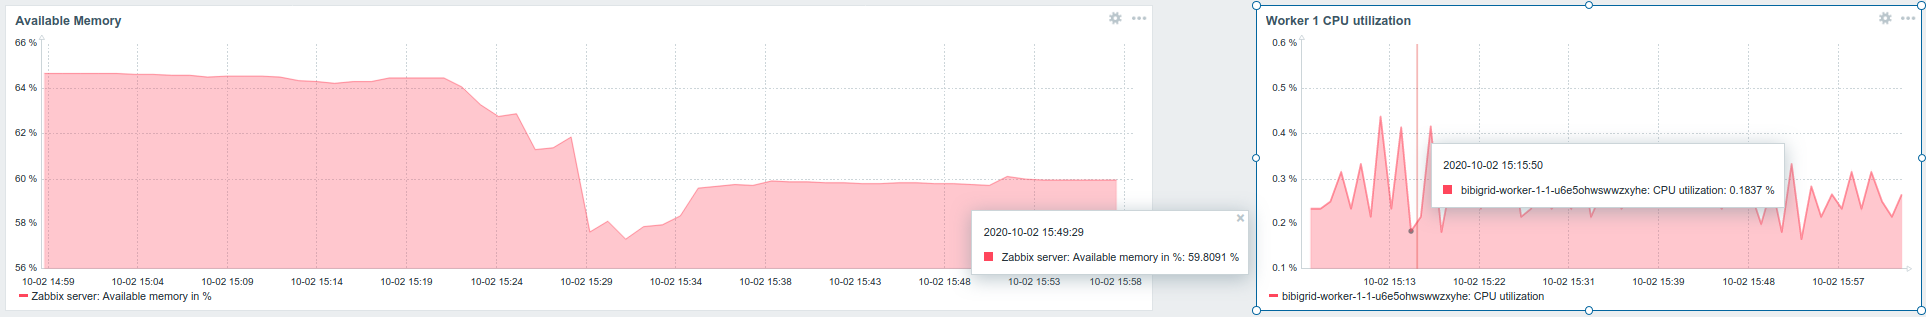 Available Memory
66 %
64 %
62 %
60 %
58 %
56 %
10-02 14:59 10-02 15:04 10-02 15:09 10-02 15:14 10-02 15:19 10-02 15:24 10-02 15:29 10-02 15:34 10-02 15:38 10-02 15:43 10-02 15:48 10-02 15:53 10-02 15:58
Zabbix server: Available memory in %
2020-10-02 15:49:29
Zabbix server: Available memory in %: 59.8091 %
Worker 1 CPU utilization
0.6 %
0.5 %
0.4 %
0.3 %
0.2 %
0.1 %
2020-10-02 15:15:50
bibigrid-worker-1-1-u6e5ohwswwzxyhe: CPU utilization: 0.1837 %
10-02 15:13 10-02 15:22 10-02 15:31 10-02 15:39 10-02 15:48 10-02 15:57
bibigrid-worker-1-1-u6e5ohwswwzxyhe: CPU utilization